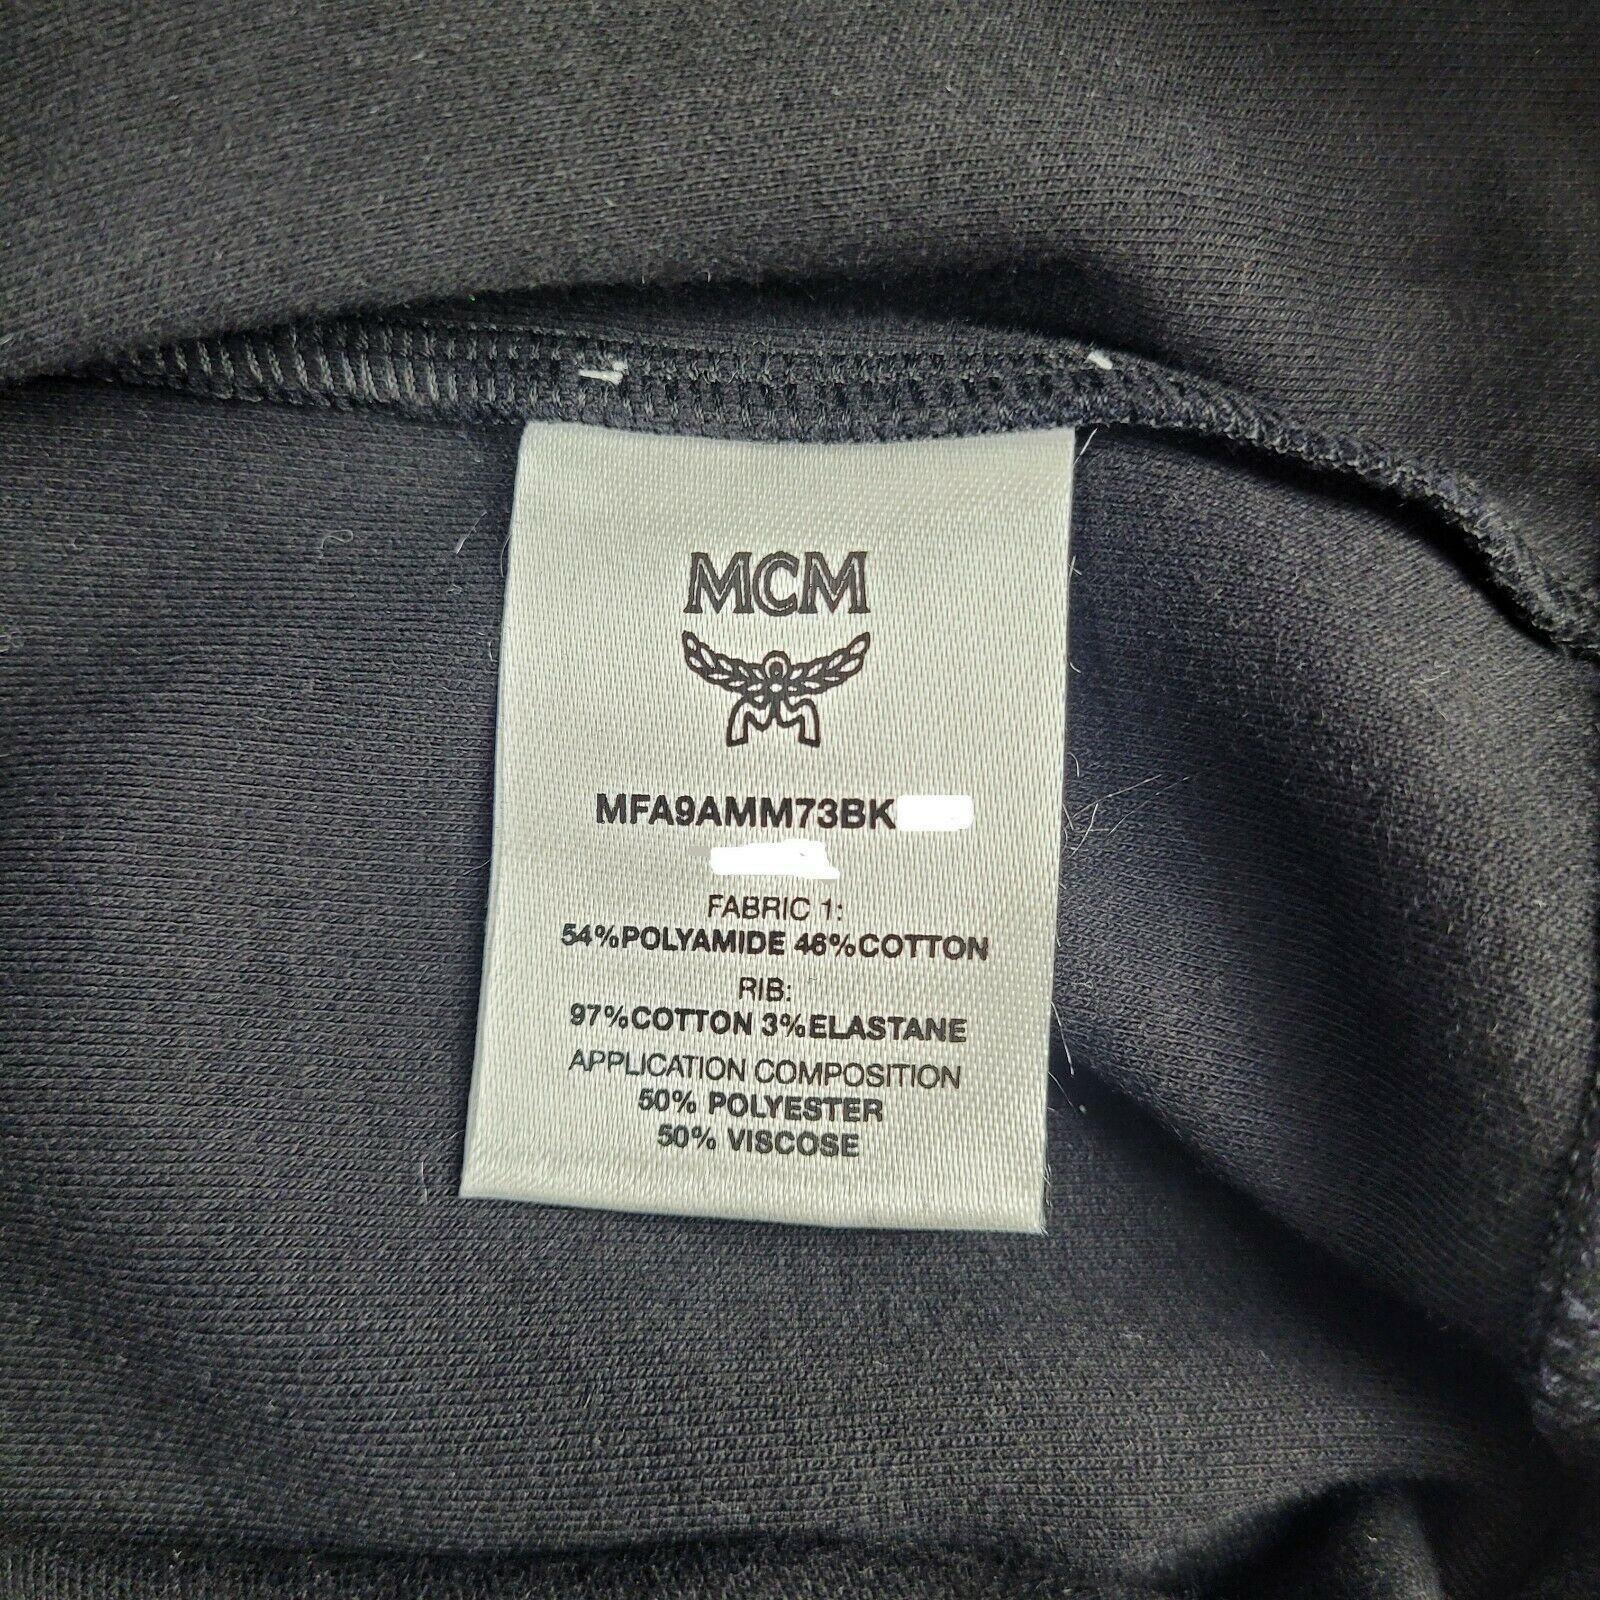 MCM
MFA9AMM73BK
FABRIC 1:
54%POLYAMIDE 46%COTTON
RIB:
97%COTTON 3%ELASTANE
APPLICATION COMPOSITION
50% POLYESTER
50% VISCOSE